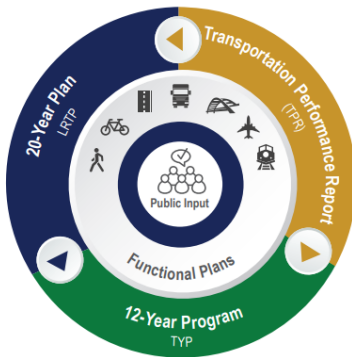 20-Year Plan
LRTP
Transportation Performance Report
(TPR)
Public Input
Functional Plans
12-Year Program
TYP